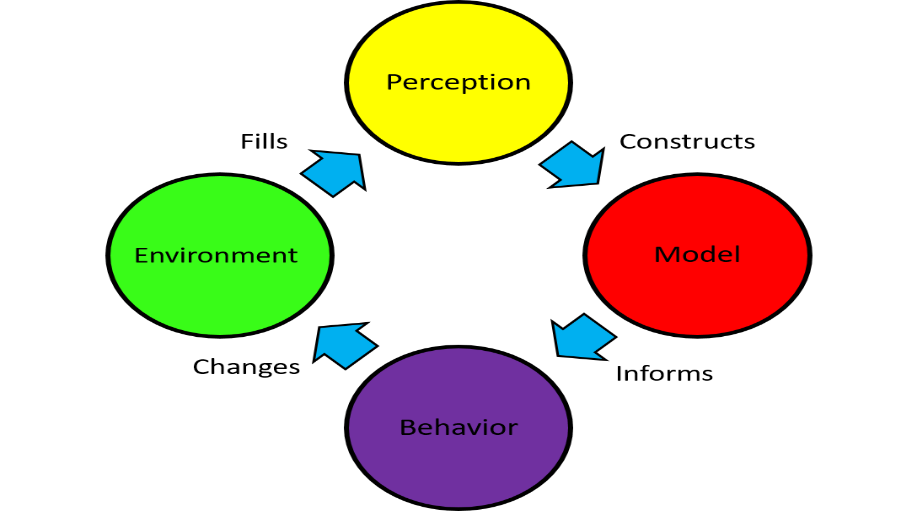 Perception
Fills
Constructs
Environment
Model
Changes
Informs
Behavior